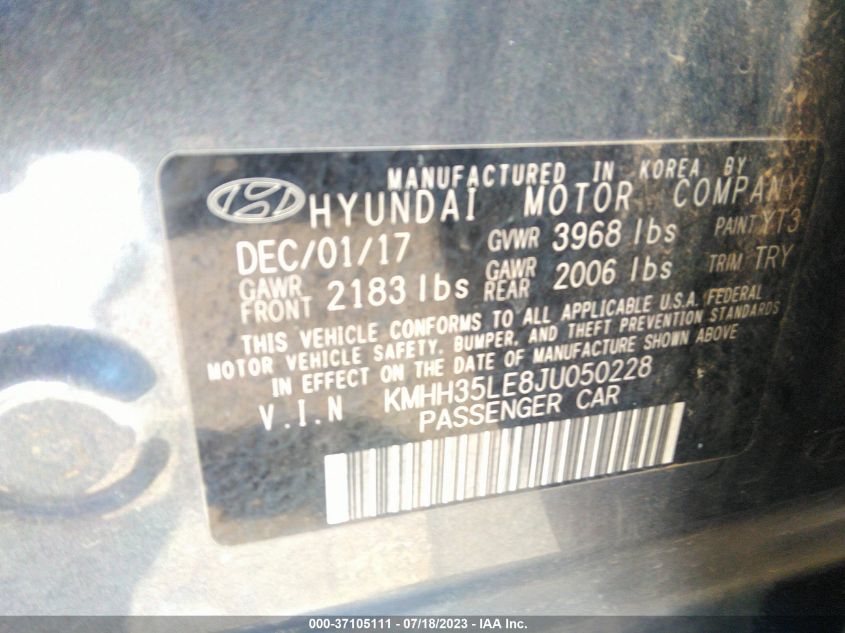 MANUFACTURED IN KOREA BY
HYUNDAI MOTOR COMPANY
DEC/01/17 GVWR 3968 lbs PAINT YT3
GAWR FRONT 2183 lbs GAWR REAR 2006 lbs TRIM TRY
THIS VEHICLE CONFORMS TO ALL APPLICABLE U.S.A. FEDERAL
MOTOR VEHICLE SAFETY, BUMPER, AND THEFT PREVENTION STANDARDS
IN EFFECT ON THE DATE OF MANUFACTURE SHOWN ABOVE
V.I.N KMHH35LE8JU050228
PASSENGER CAR
000-37105111 - 07/18/2023 - IAA Inc.